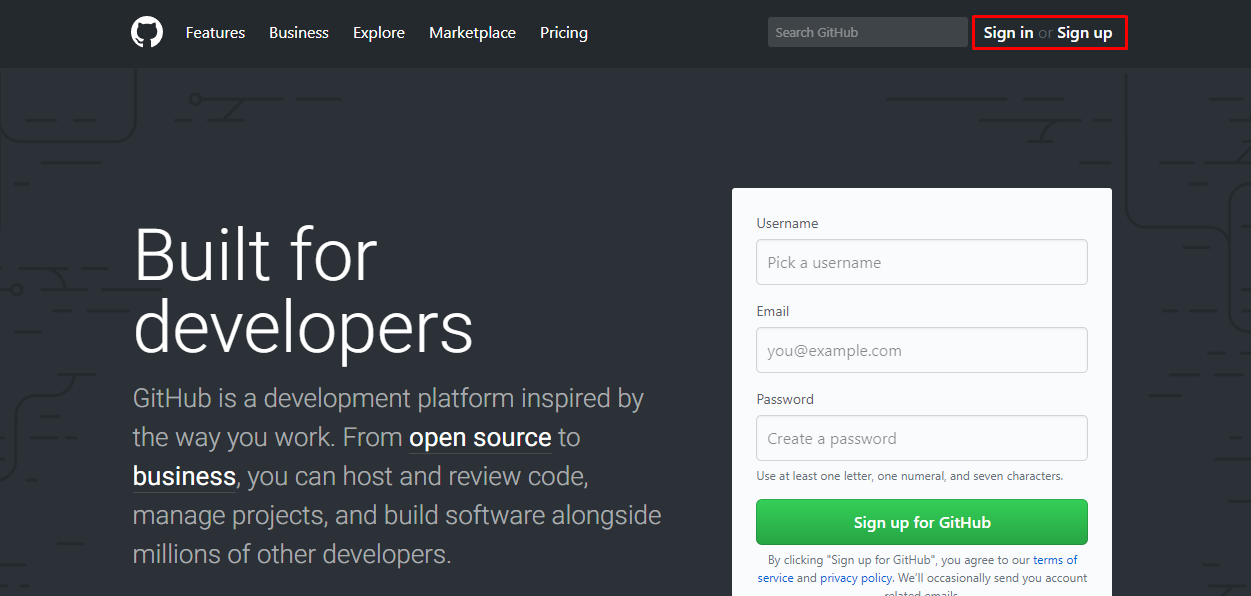 Features Business Explore Marketplace Pricing Search GitHub Sign in or Sign up
Built for
developers
GitHub is a development platform inspired by
the way you work. From open source to
business, you can host and review code,
manage projects, and build software alongside
millions of other developers.
Username
Pick a username
Email
you@example.com
Password
Create a password
Use at least one letter, one numeral, and seven characters.
Sign up for GitHub
By clicking "Sign up for GitHub", you agree to our terms of
service and privacy policy. We'll occasionally send you account
related emails.